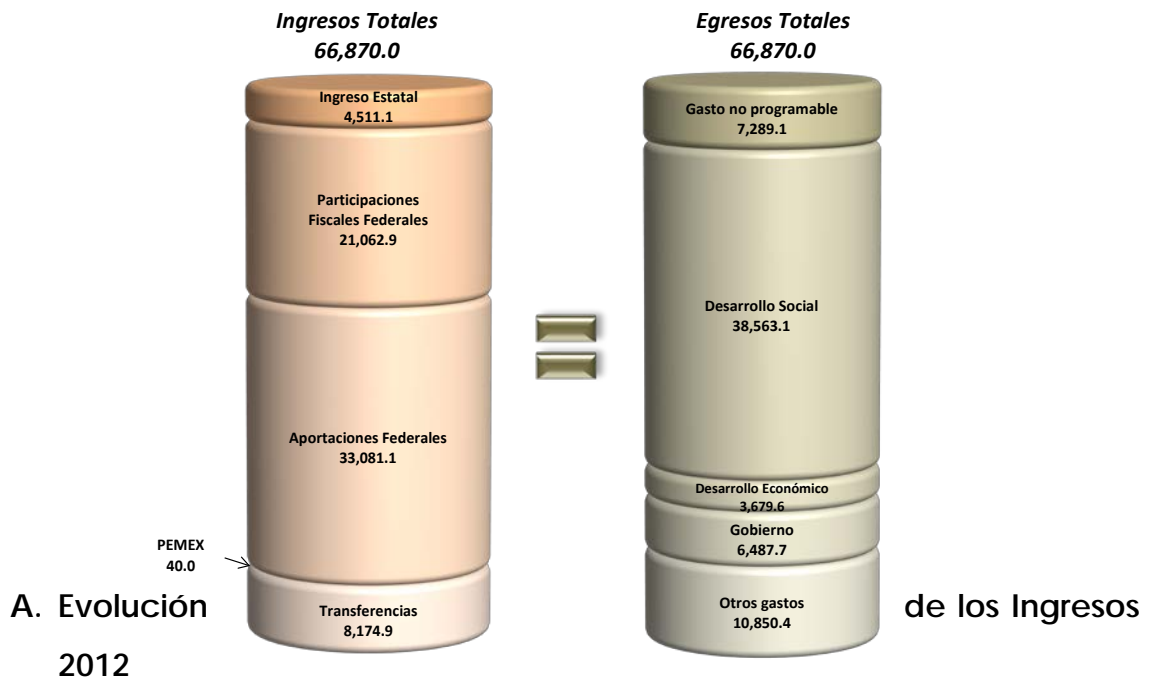 Ingresos Totales
66,870.0
Ingreso Estatal
4,511.1
Participaciones
Fiscales Federales
21,062.9
Aportaciones Federales
33,081.1
PEMEX
40.0
Transferencias
8,174.9
Egresos Totales
66,870.0
Gasto no programable
7,289.1
Desarrollo Social
38,563.1
Desarrollo Económico
3,679.6
Gobierno
6,487.7
Otros gastos
10,850.4
A. Evolución de los Ingresos
2012